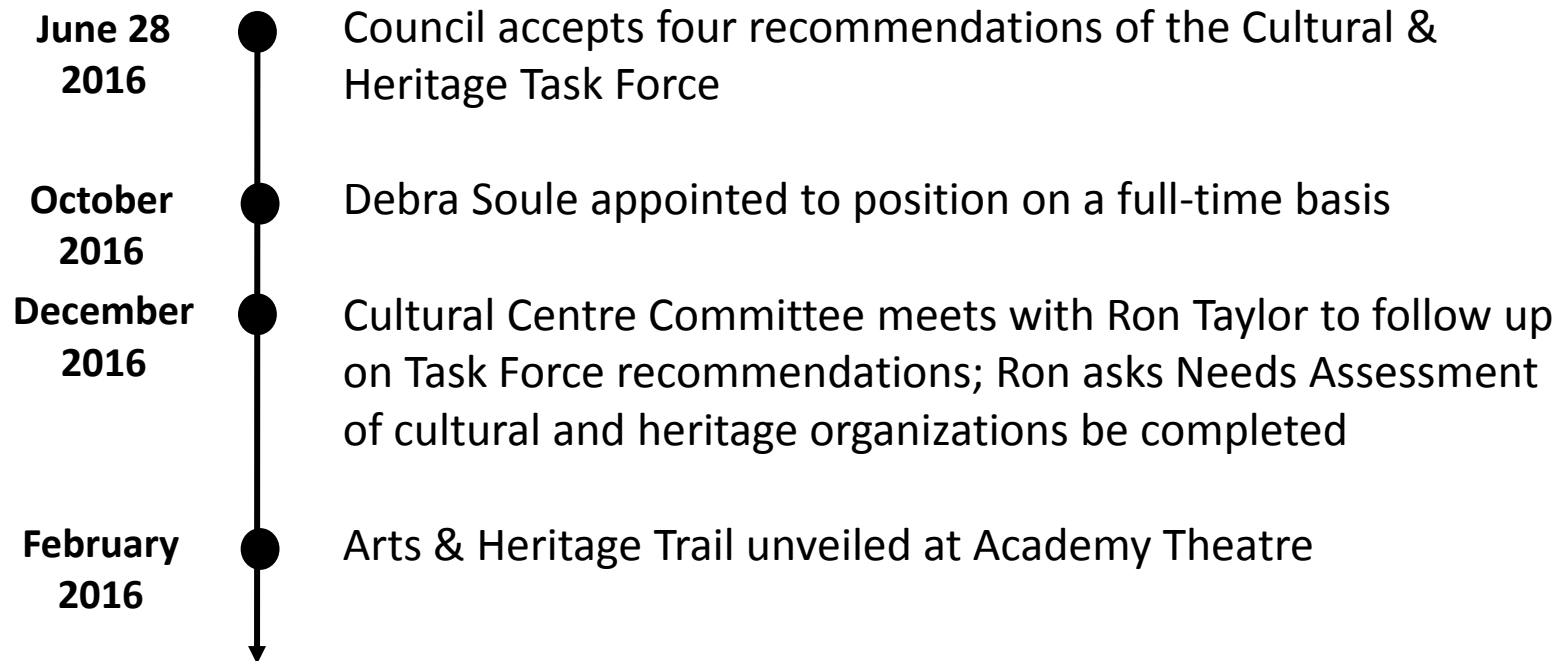 June 28
2016
Council accepts four recommendations of the Cultural &
Heritage Task Force
October
2016
Debra Soule appointed to position on a full-time basis
December
2016
Cultural Centre Committee meets with Ron Taylor to follow up
on Task Force recommendations; Ron asks Needs Assessment
of cultural and heritage organizations be completed
February
2016
Arts & Heritage Trail unveiled at Academy Theatre